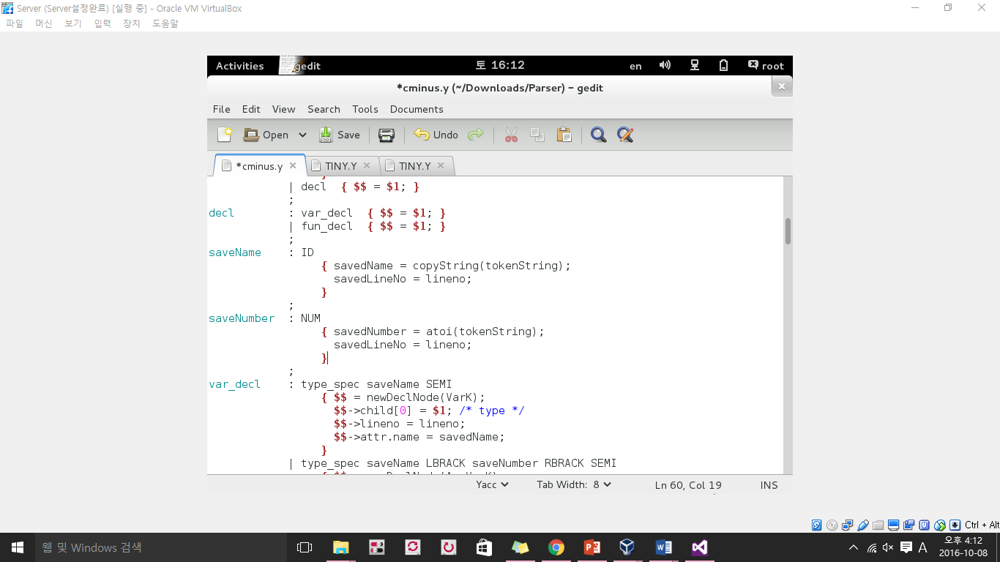 Server (Server설정완료) [실행 중] - Oracle VM VirtualBox
파일 머신 보기 입력 장치 도움말
Activities gedit 토 16:12 en root
*cminus.y (~/Downloads/Parser) - gedit
File Edit View Search Tools Documents
Open Save Undo
*cminus.y TINY.Y TINY.Y
| decl { $$ = $1; }
;
decl : var_decl { $$ = $1; }
| fun_decl { $$ = $1; }
;
saveName : ID
{ savedName = copyString(tokenString);
savedLineNo = lineno;
}
;
saveNumber : NUM
{ savedNumber = atoi(tokenString);
savedLineNo = lineno;
}
;
var_decl : type_spec saveName SEMI
{ $$ = newDeclNode(VarK);
$$->child[0] = $1; /* type */
$$->lineno = lineno;
$$->attr.name = savedName;
}
| type_spec saveName LBRACK saveNumber RBRACK SEMI
Yacc Tab Width: 8 Ln 60, Col 19 INS
Ctrl + Alt
웹 및 Windows 검색
A 오후 4:12
2016-10-08